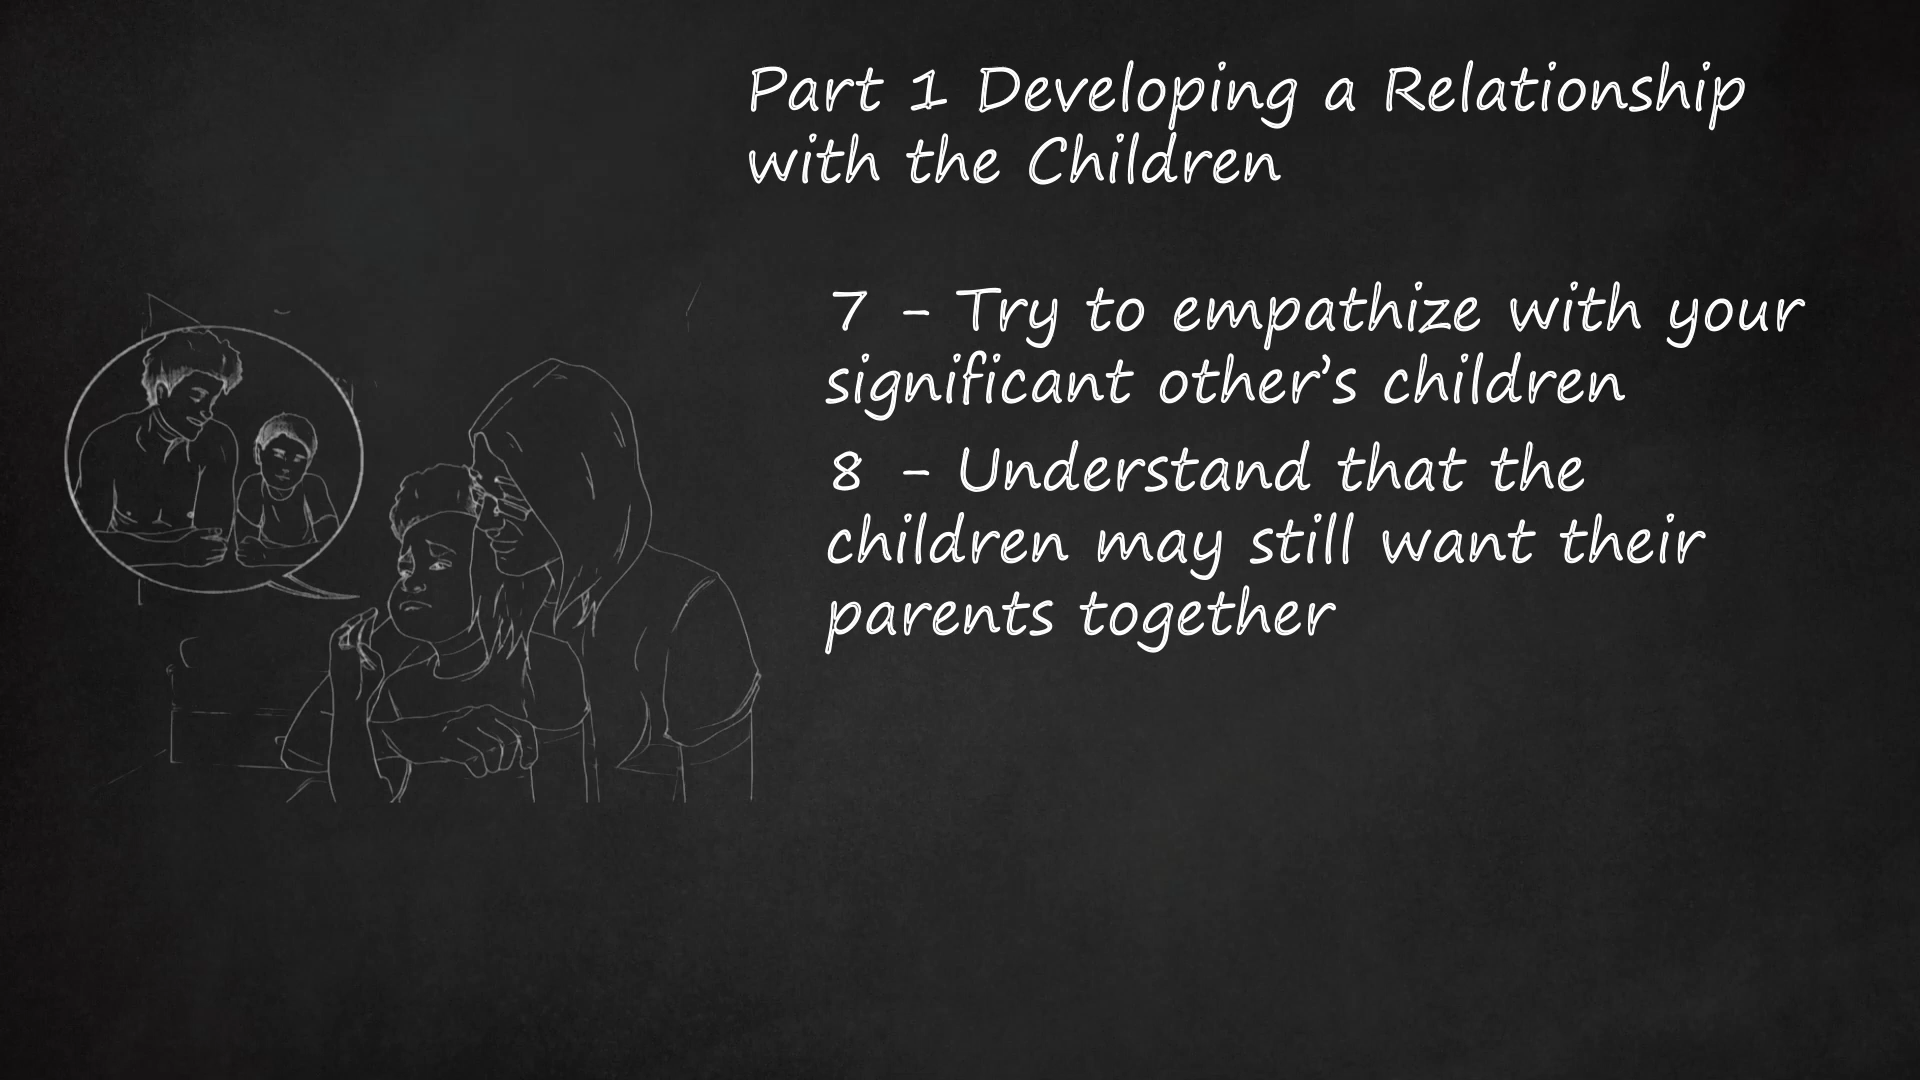 Part 1 Developing a Relationship
with the Children
7 - Try to empathize with your
significant other’s children
8 - Understand that the
children may still want their
parents together